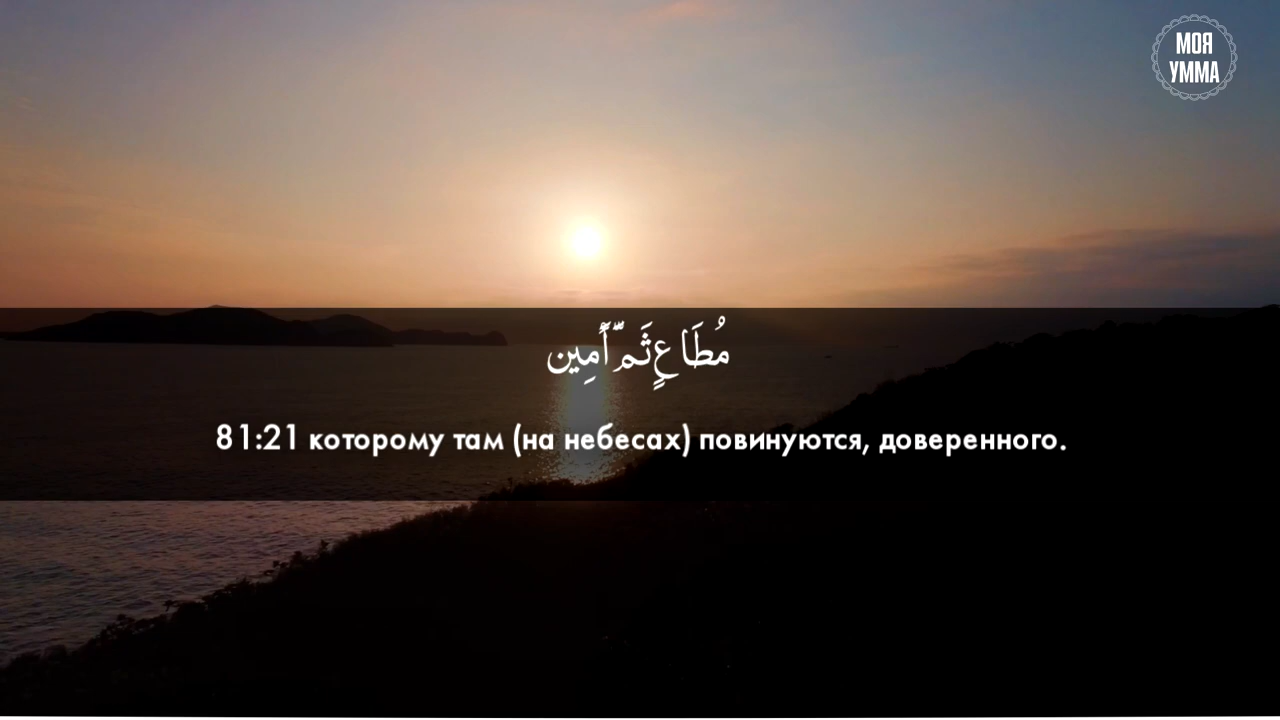 МОЯ
УММА
مُطَاعٍ ثَمَّ أَمِين
81:21 которому там (на небесах) повинуются, доверенного.